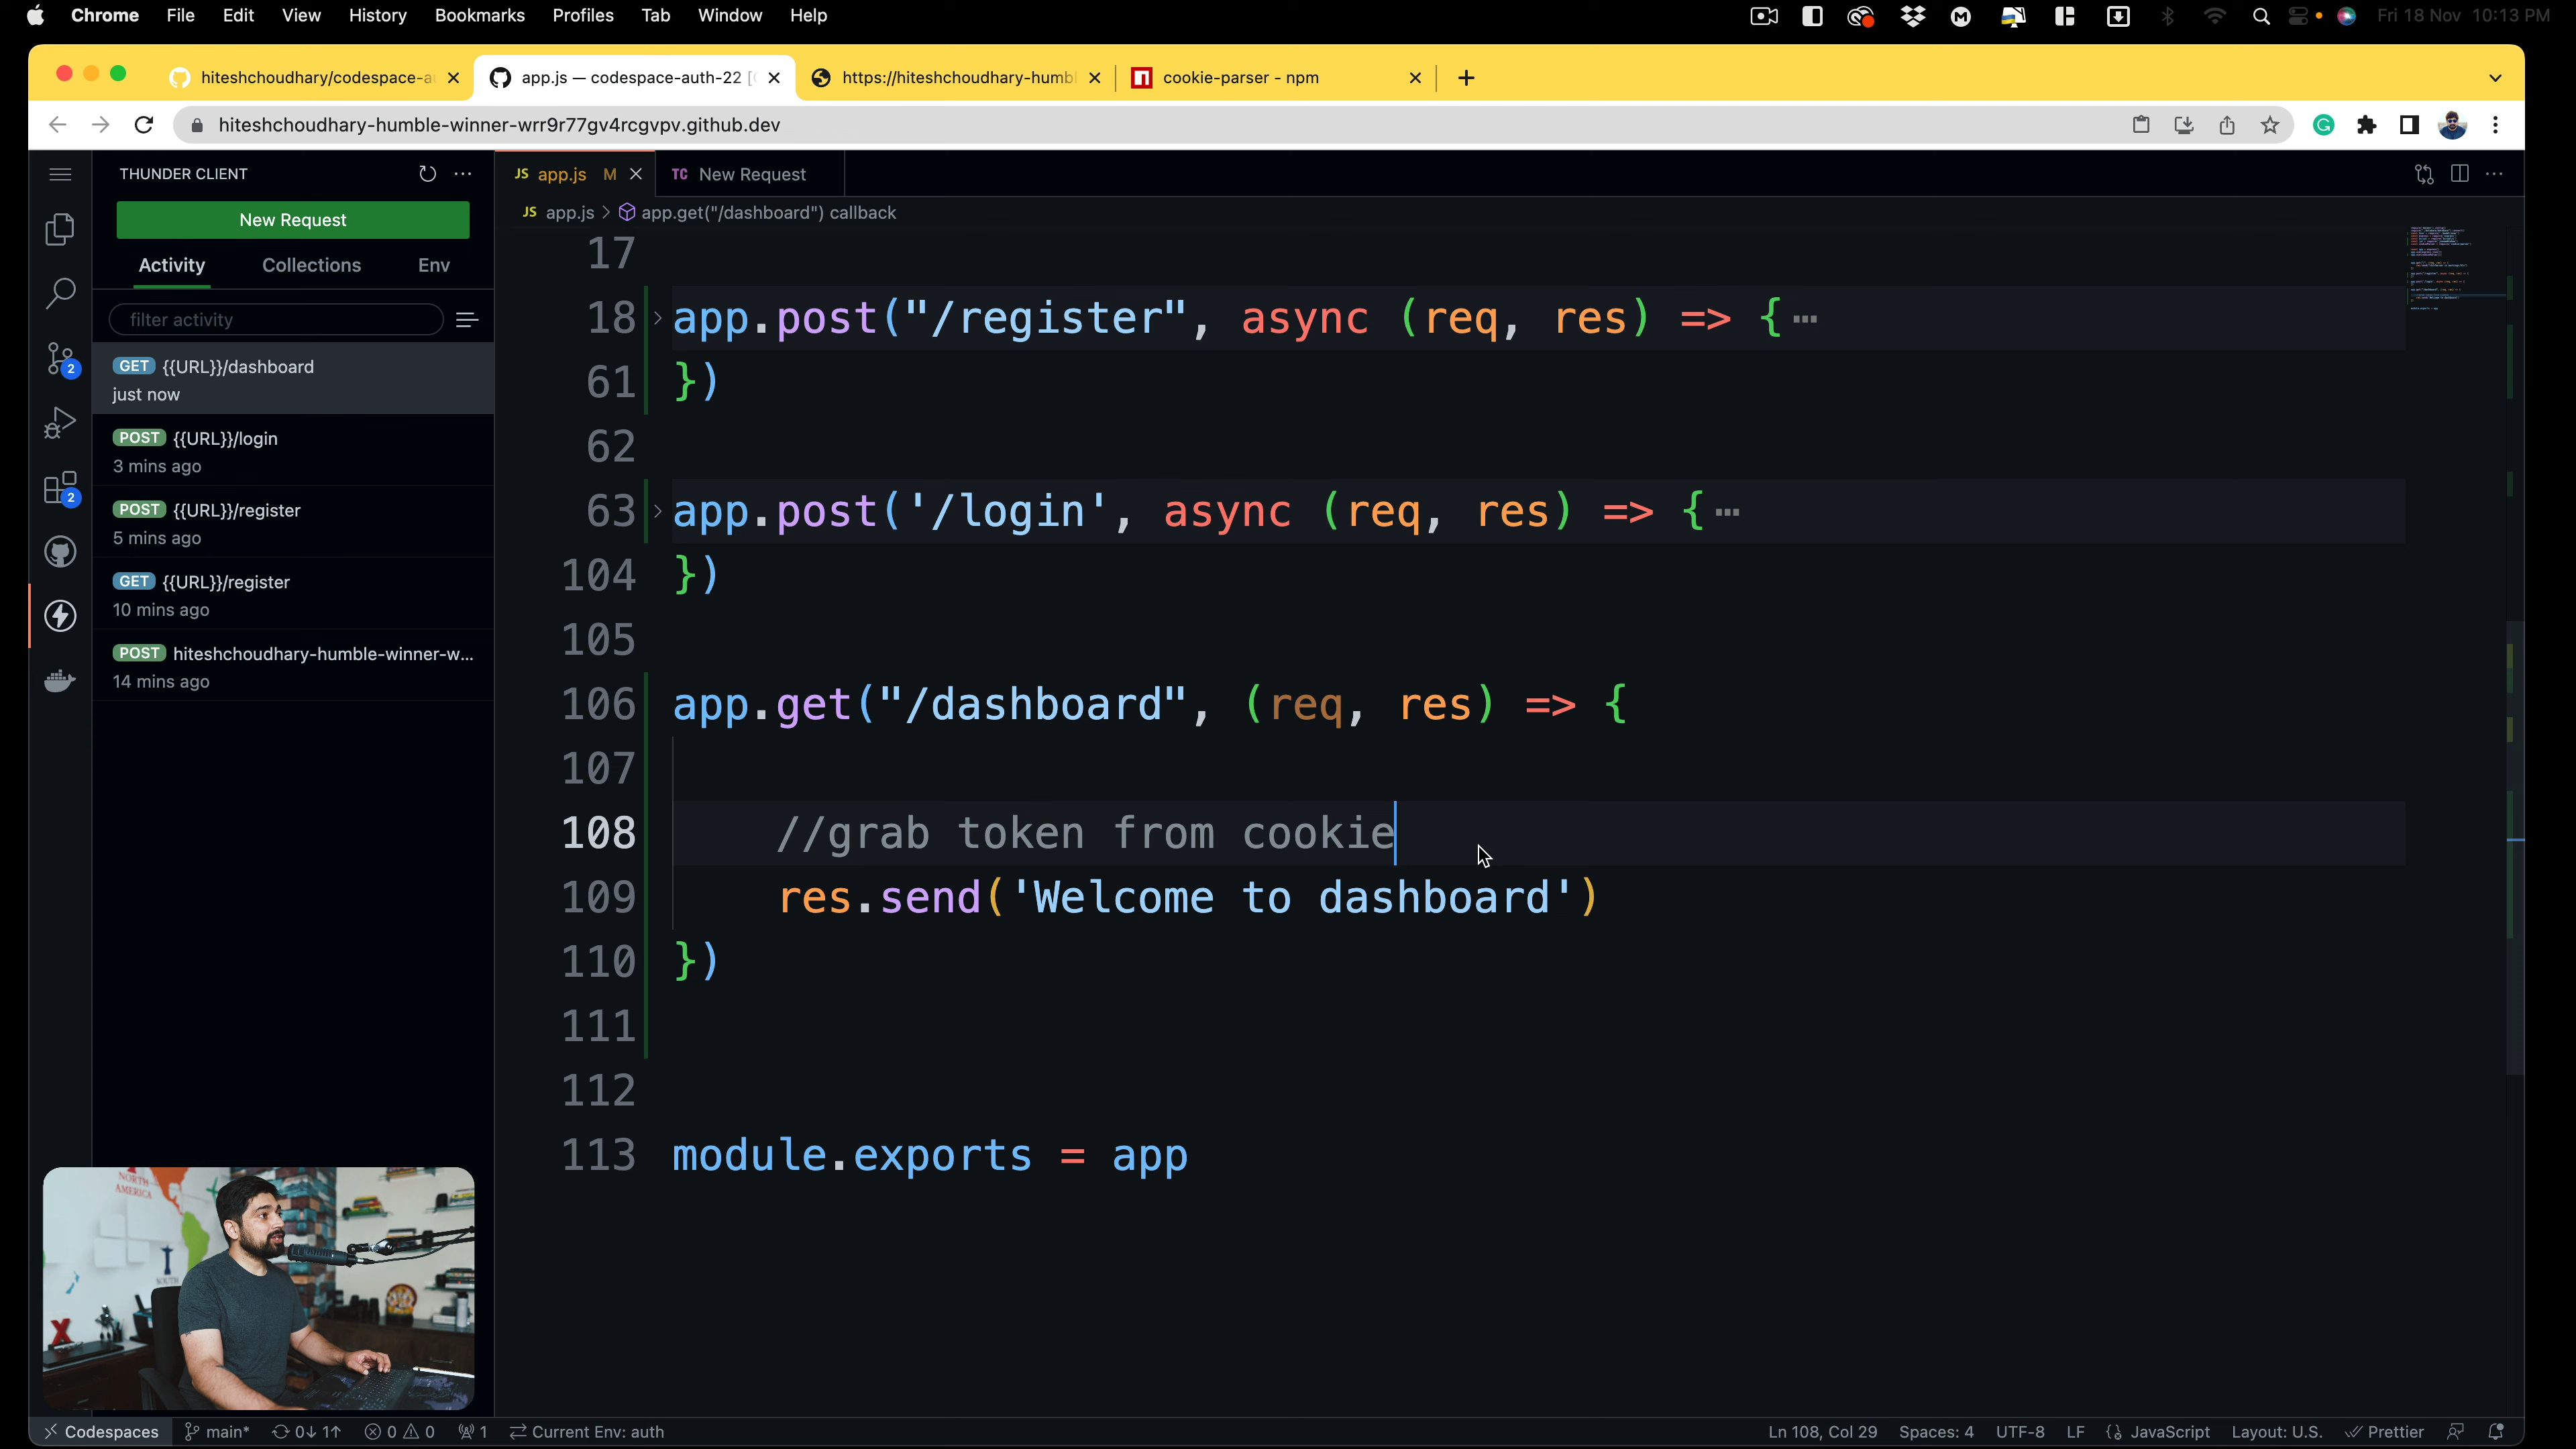 Chrome File Edit View History Bookmarks Profiles Tab Window Help Fri 18 Nov 10:13 PM
hiteshchoudhary/codespace-au app.js — codespace-auth-22 [ https://hiteshchoudhary-humbl cookie-parser - npm
hiteshchoudhary-humble-winner-wrr9r77gv4rcgvpv.github.dev
THUNDER CLIENT
New Request
Activity Collections Env
filter activity
GET {{URL}}/dashboard
just now
POST {{URL}}/login
3 mins ago
POST {{URL}}/register
5 mins ago
GET {{URL}}/register
10 mins ago
POST hiteshchoudhary-humble-winner-w...
14 mins ago
2
2
JS app.js M TC New Request
JS app.js > app.get("/dashboard") callback
17
18 app.post("/register", async (req, res) => {…
61 })
62
63 app.post('/login', async (req, res) => {…
104 })
105
106 app.get("/dashboard", (req, res) => {
107
108 //grab token from cookie
109 res.send('Welcome to dashboard')
110 })
111
112
113 module.exports = app
NORTH
AMERICA
SOUTH
Codespaces main* 0↓ 1↑ 0 0 1 Current Env: auth Ln 108, Col 29 Spaces: 4 UTF-8 LF JavaScript Layout: U.S. Prettier